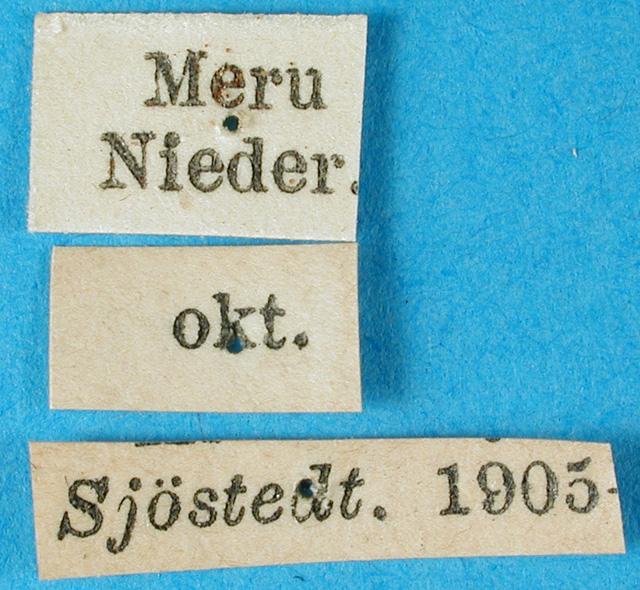 Meru
Nieder.
okt.
Sjöstedt. 1905-